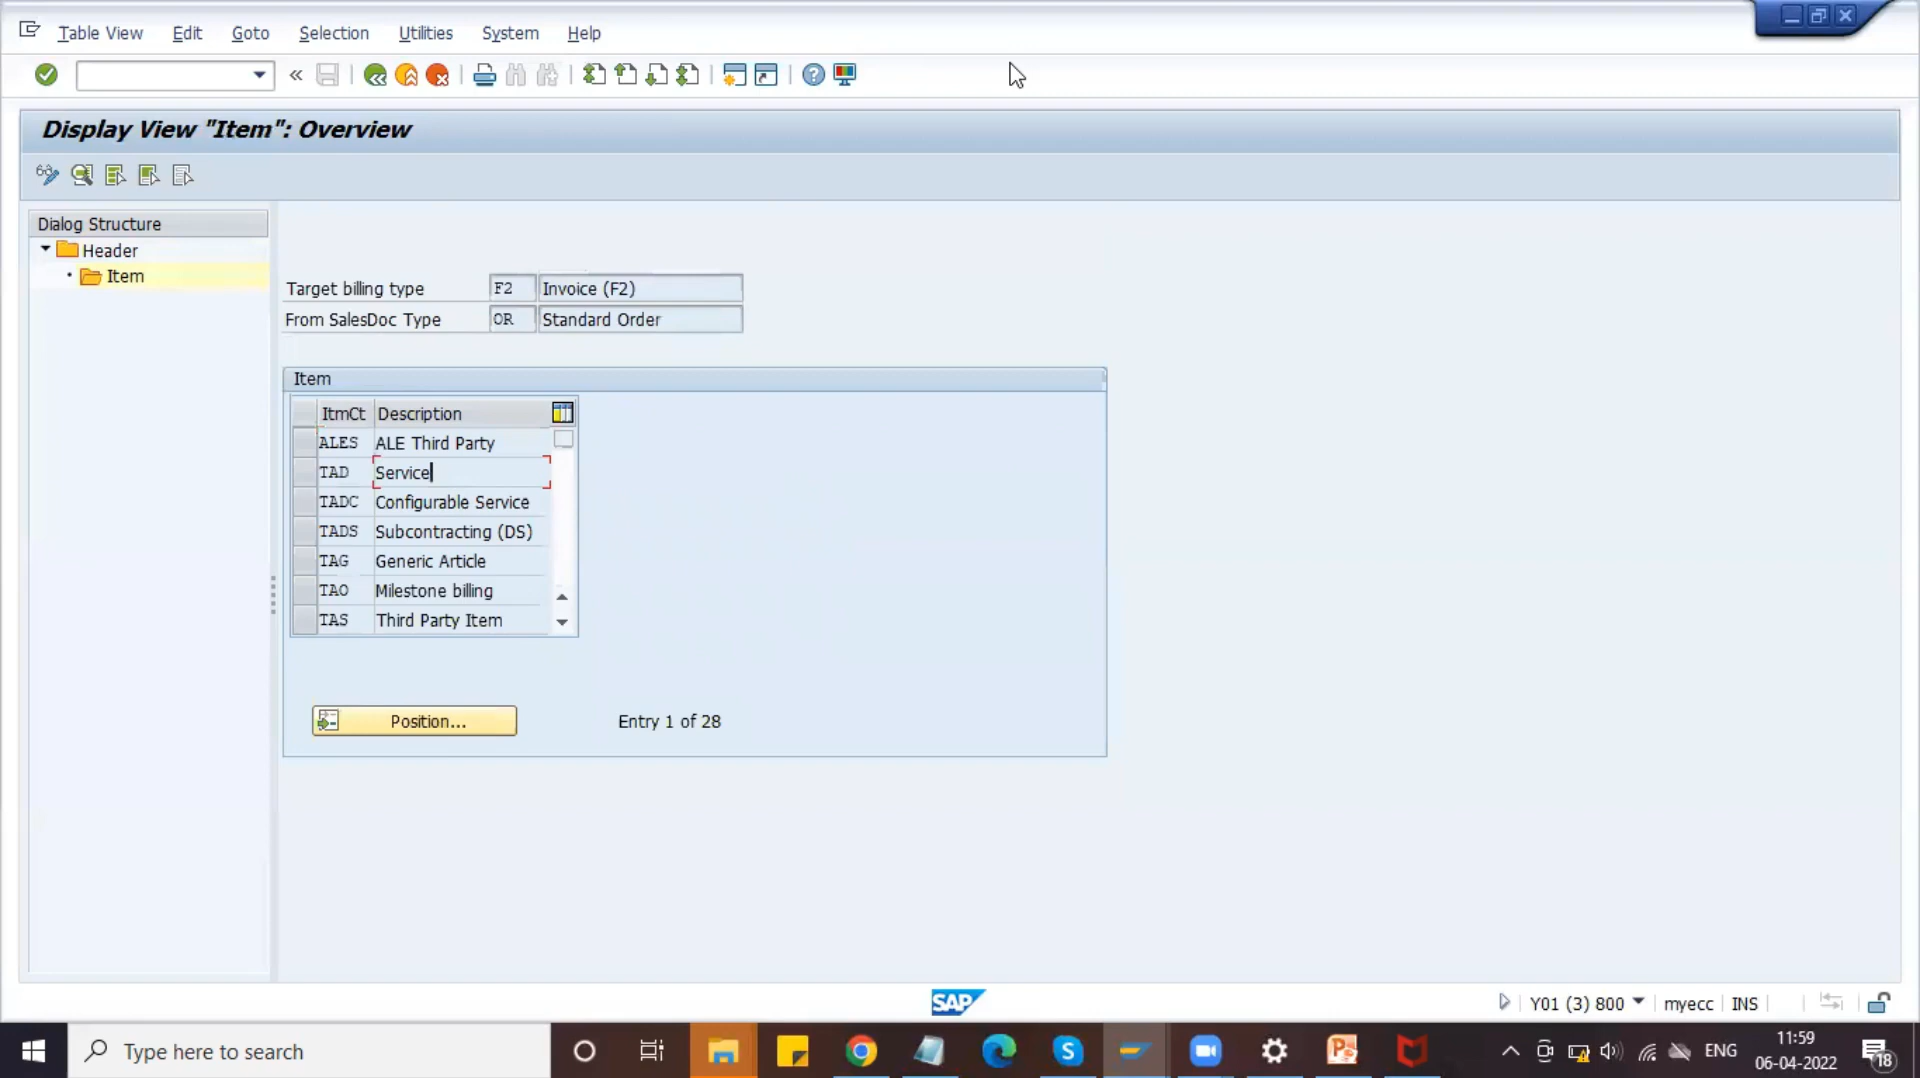 Table View Edit Goto Selection Utilities System Help
Display View "Item": Overview
Dialog Structure
Header
Item
Target billing type F2 Invoice (F2)
From SalesDoc Type OR Standard Order
Item
ItmCt Description
ALES ALE Third Party
TAD Service
TADC Configurable Service
TADS Subcontracting (DS)
TAG Generic Article
TAO Milestone billing
TAS Third Party Item
Position... Entry 1 of 28
SAP
Y01 (3) 800 myecc INS
Type here to search
ENG
11:59
06-04-2022
18